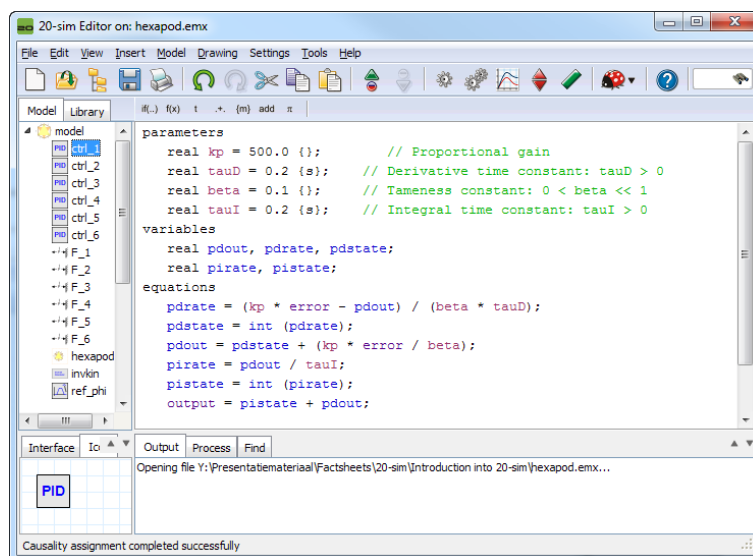 20-sim Editor on: hexapod.emx
File Edit View Insert Model Drawing Settings Tools Help
Model Library
if(..) f(x) t .+. {m} add π
model
PID ctrl_1
PID ctrl_2
PID ctrl_3
PID ctrl_4
PID ctrl_5
PID ctrl_6
F_1
F_2
F_3
F_4
F_5
F_6
hexapod
invkin
ref_phi
parameters
real kp = 500.0 {}; // Proportional gain
real tauD = 0.2 {s}; // Derivative time constant: tauD > 0
real beta = 0.1 {}; // Tameness constant: 0 < beta << 1
real tauI = 0.2 {s}; // Integral time constant: tauI > 0
variables
real pdout, pdrate, pdstate;
real pirate, pistate;
equations
pdrate = (kp * error - pdout) / (beta * tauD);
pdstate = int (pdrate);
pdout = pdstate + (kp * error / beta);
pirate = pdout / tauI;
pistate = int (pirate);
output = pistate + pdout;
Interface
PID
Output Process Find
Opening file Y:\Presentatiemateriaal\Factsheets\20-sim\Introduction into 20-sim\hexapod.emx...
Causality assignment completed successfully